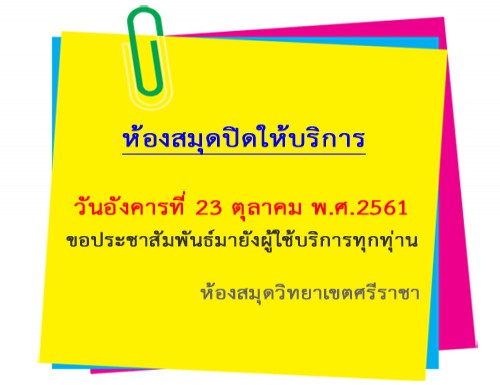 ห้องสมุดปิดให้บริการ
วันอังคารที่ 23 ตุลาคม พ.ศ.2561
ขอประชาสัมพันธ์มายังผู้ใช้บริการทุกทุ่าน
ห้องสมุดวิทยาเขตศรีราชา